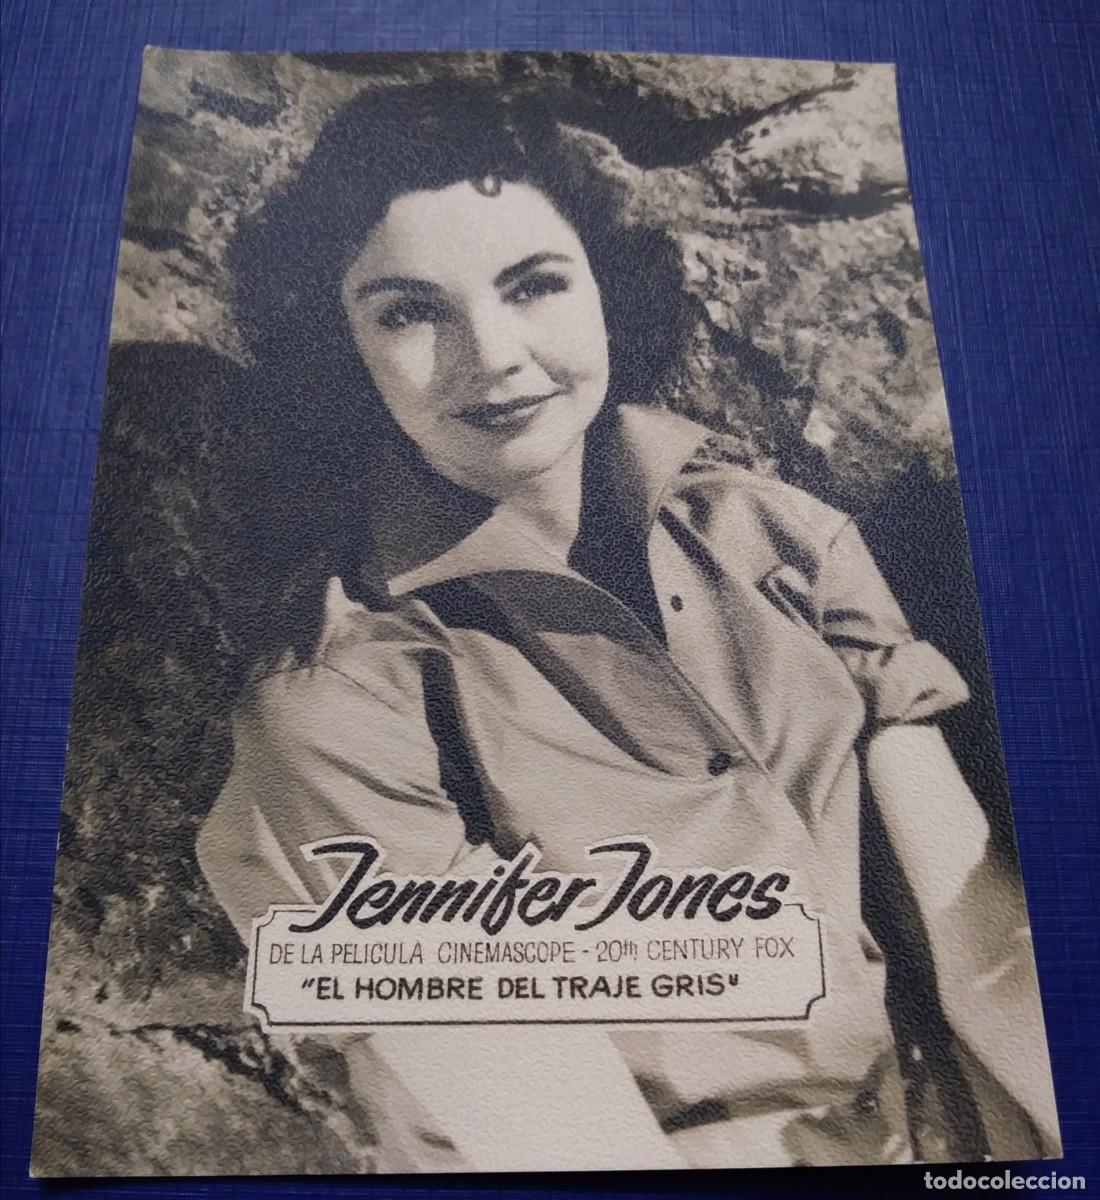 Jennifer Jones
DE LA PELICULA CINEMASCOPE - 20th CENTURY FOX
"EL HOMBRE DEL TRAJE GRIS"
todocoleccion